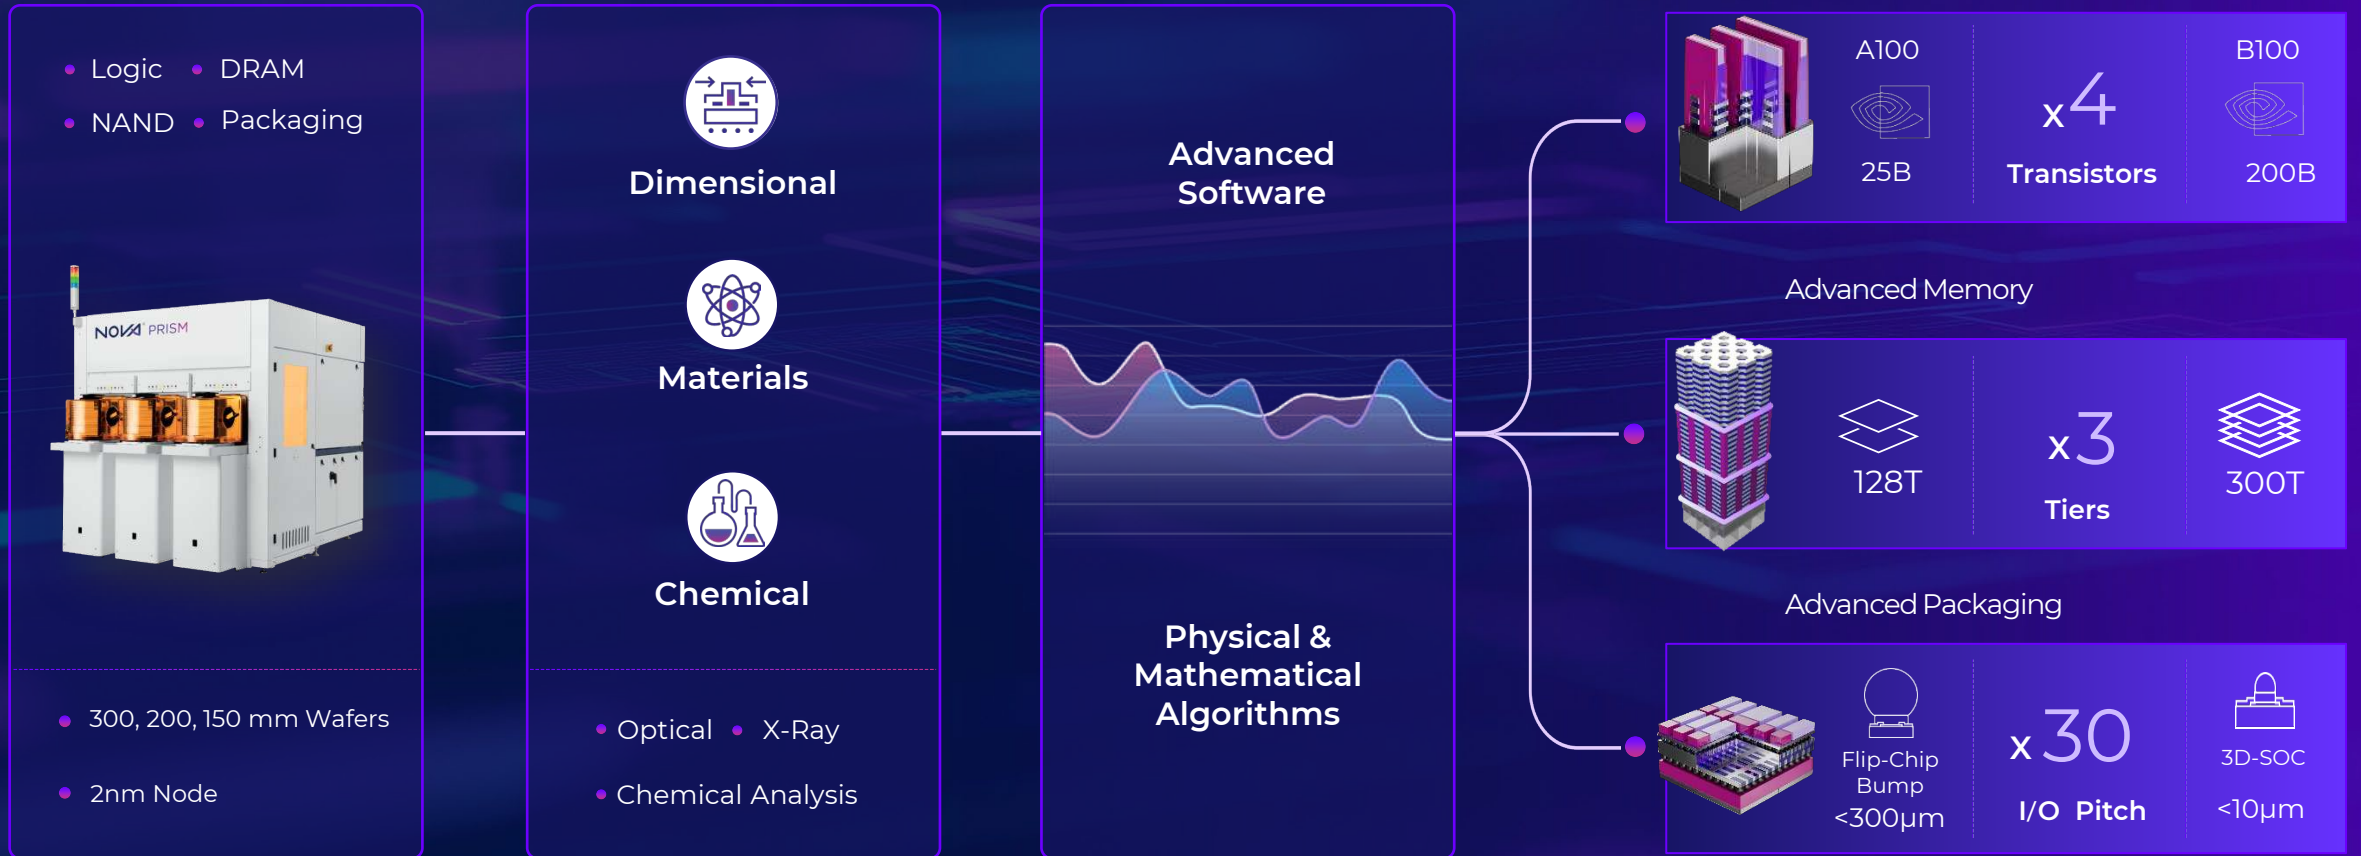 Logic
DRAM
NAND
Packaging
NOVA PRISM
300, 200, 150 mm Wafers
2nm Node
Dimensional
Materials
Chemical
Optical
X-Ray
Chemical Analysis
Advanced
Software
Physical &
Mathematical
Algorithms
A100
25B
x4
Transistors
B100
200B
Advanced Memory
128T
x3
Tiers
300T
Advanced Packaging
Flip-Chip
Bump
<300µm
x 30
I/O Pitch
3D-SOC
<10µm